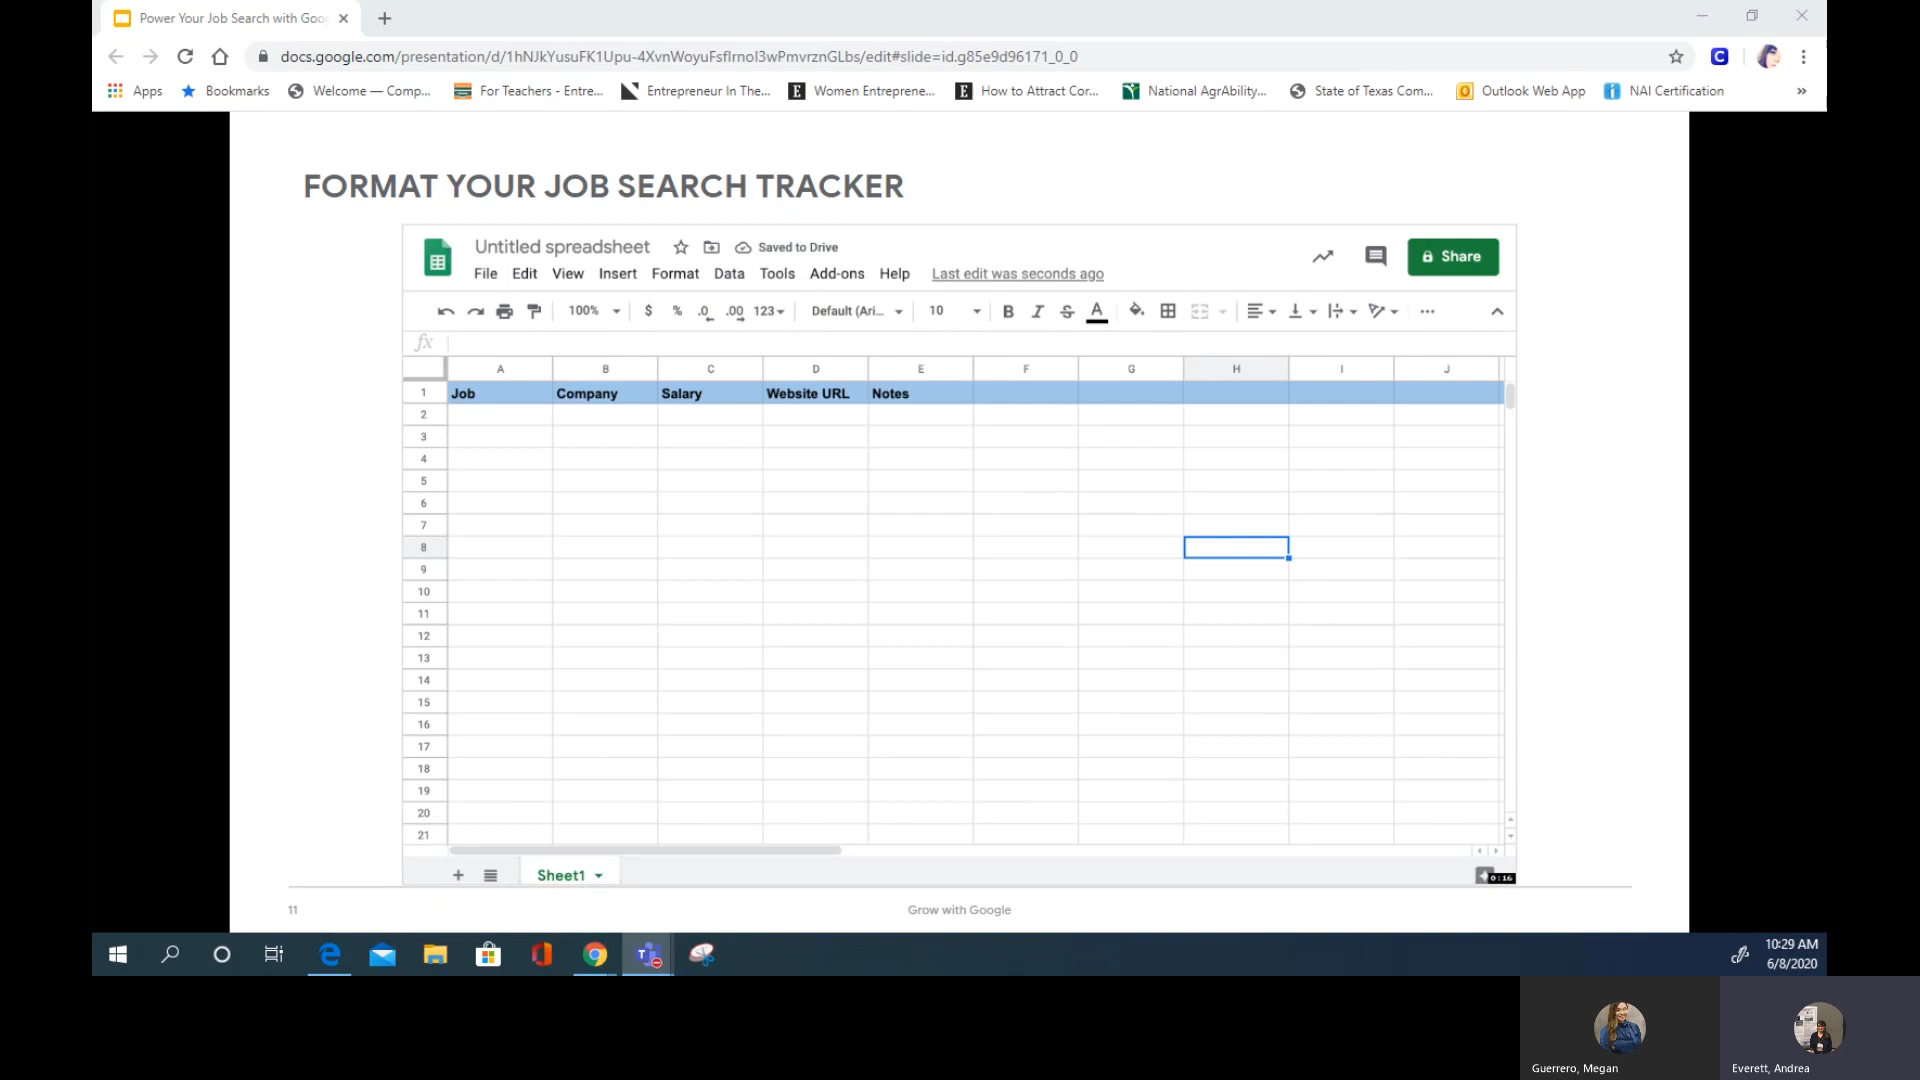 Power Your Job Search with Goo
docs.google.com/presentation/d/1hNJkYusuFK1Upu-4XvnWoyuFsflrnoI3wPmvrznGLbs/edit#slide=id.g85e9d96171_0_0
Apps Bookmarks Welcome — Comp... For Teachers - Entre... Entrepreneur In The... Women Entreprene... How to Attract Cor... National AgrAbility... State of Texas Com... Outlook Web App NAI Certification »
FORMAT YOUR JOB SEARCH TRACKER
Untitled spreadsheet Saved to Drive
Share
File Edit View Insert Format Data Tools Add-ons Help Last edit was seconds ago
100% $ % .0 .00 123 Default (Ari... 10 B I S A
fx
A B C D E F G H I J
1 Job Company Salary Website URL Notes
2
3
4
5
6
7
8
9
10
11
12
13
14
15
16
17
18
19
20
21
Sheet1
0:16
11 Grow with Google
10:29 AM
6/8/2020
Guerrero, Megan Everett, Andrea